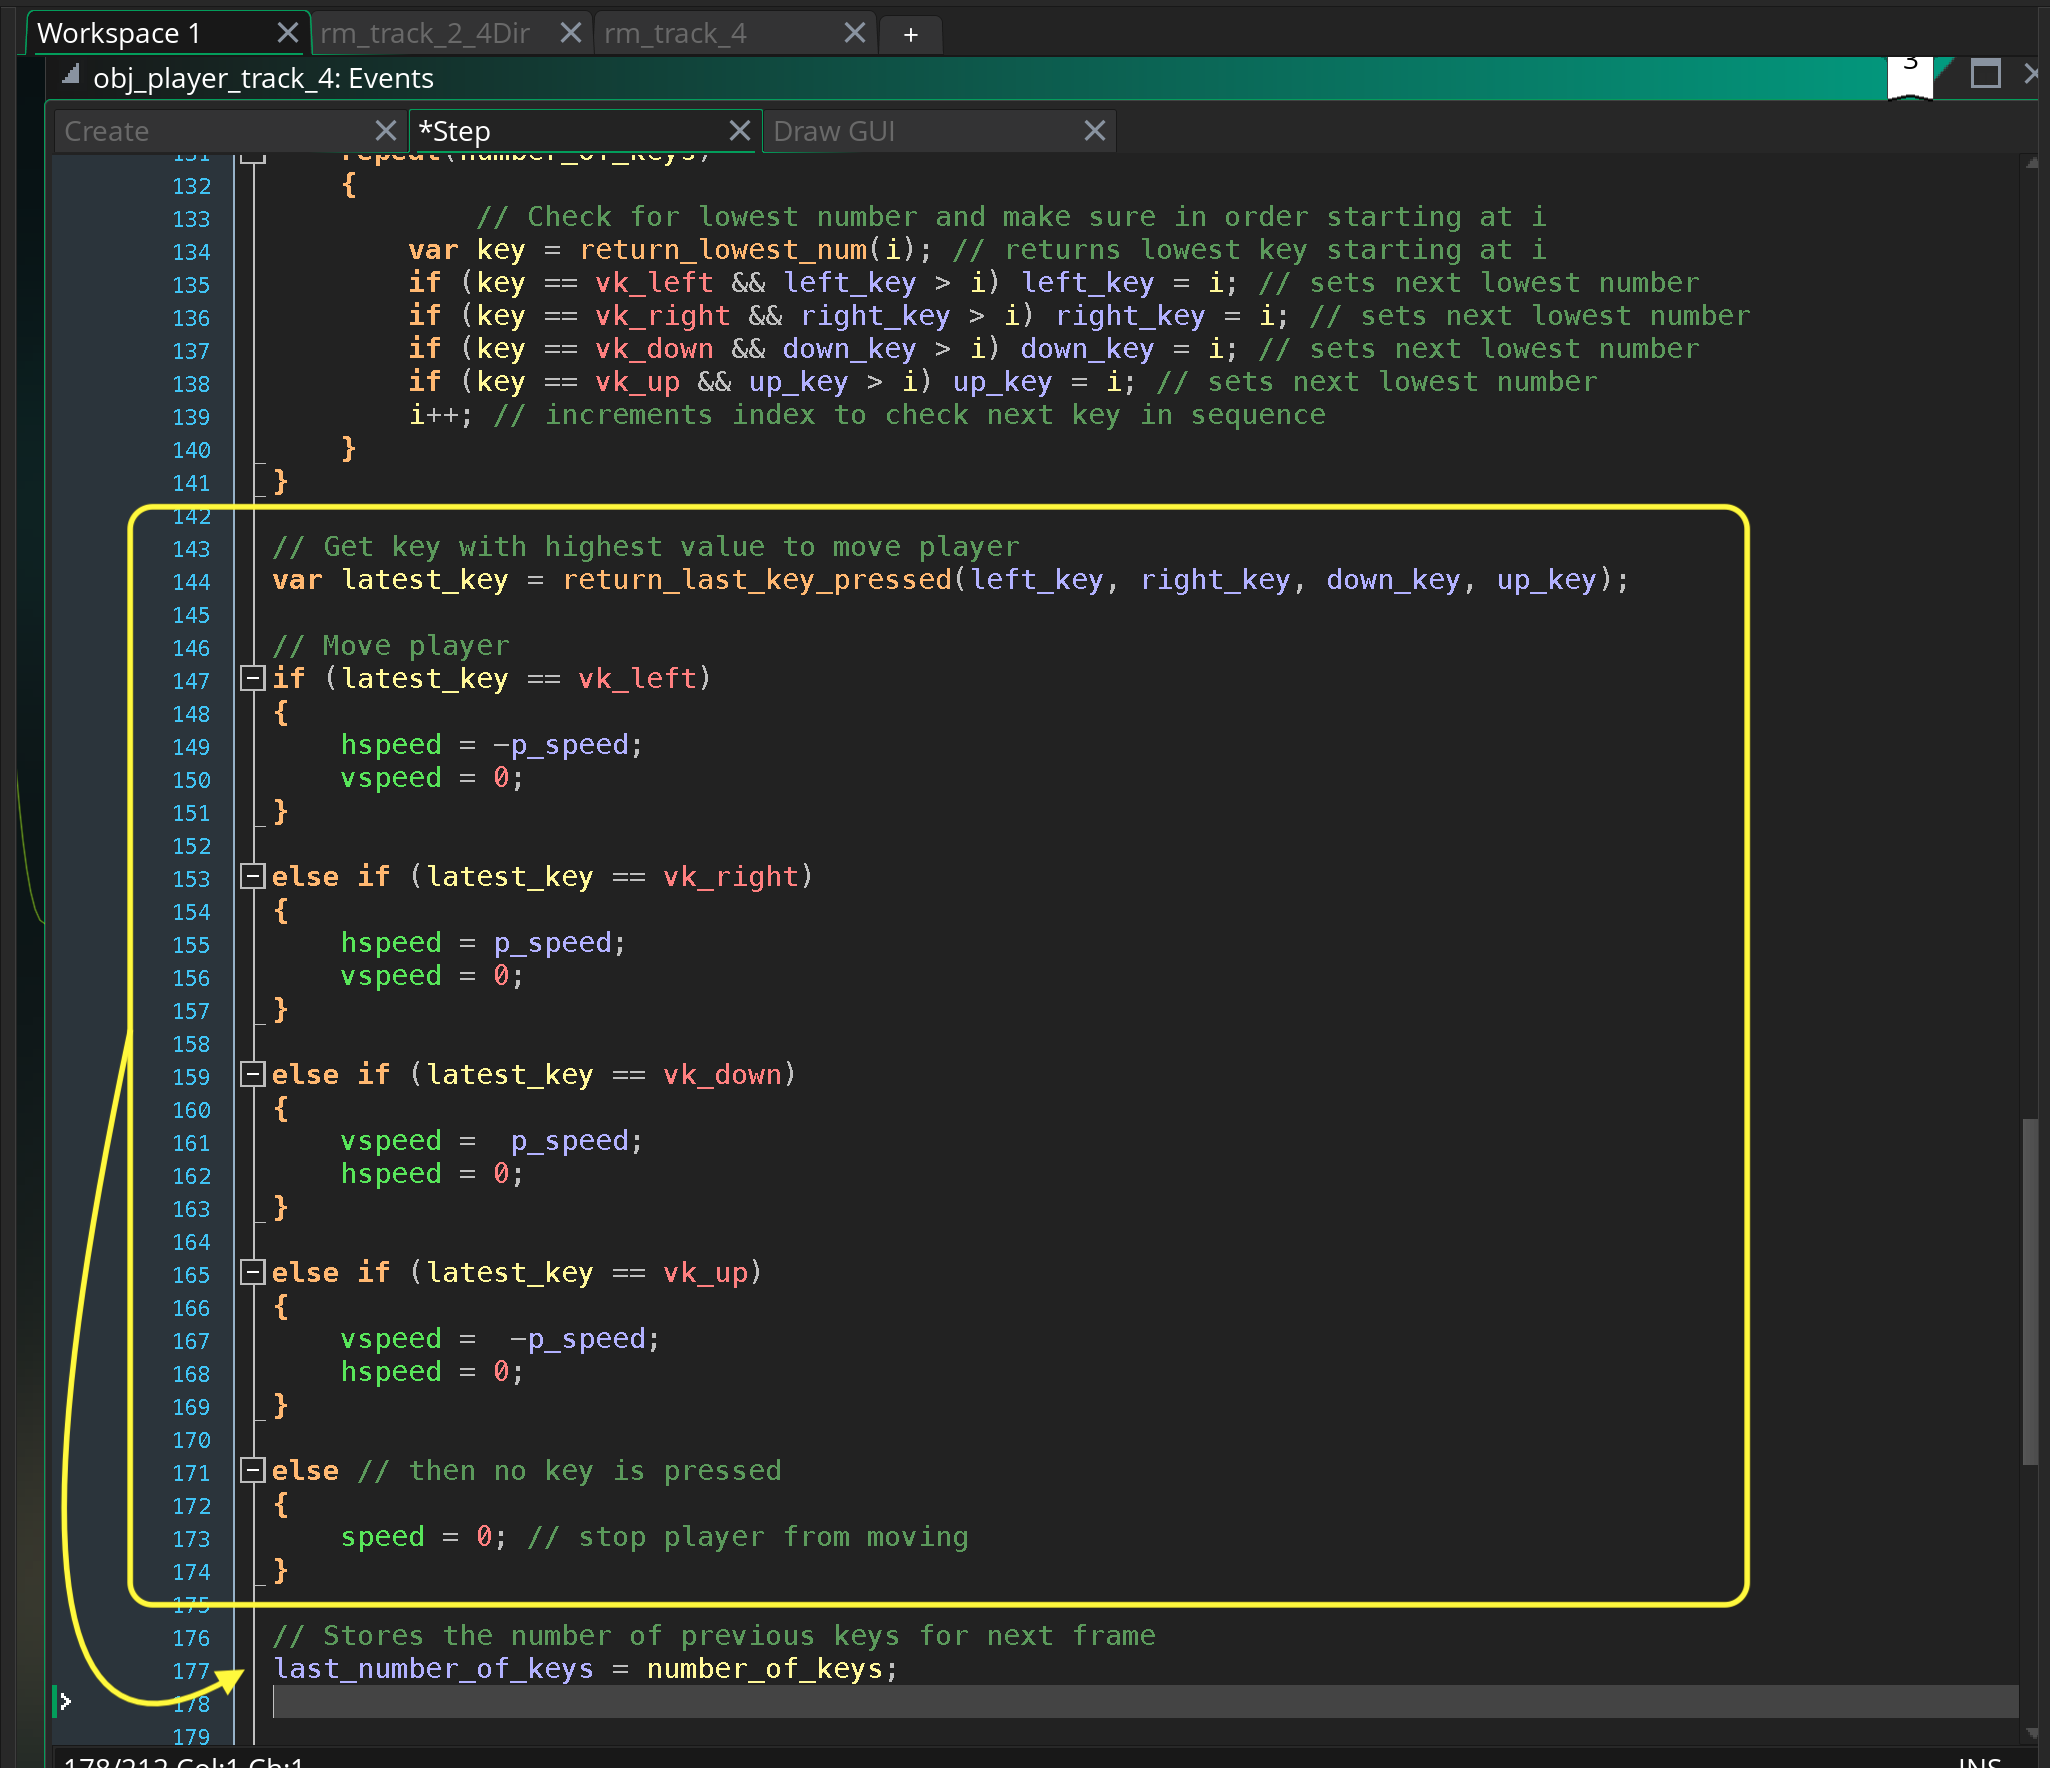 Workspace 1 rm_track_2_4Dir rm_track_4 +
obj_player_track_4: Events 3
Create *Step Draw GUI
131 repeat(number_of_keys)
132 {
133 // Check for lowest number and make sure in order starting at i
134 var key = return_lowest_num(i); // returns lowest key starting at i
135 if (key == vk_left && left_key > i) left_key = i; // sets next lowest number
136 if (key == vk_right && right_key > i) right_key = i; // sets next lowest number
137 if (key == vk_down && down_key > i) down_key = i; // sets next lowest number
138 if (key == vk_up && up_key > i) up_key = i; // sets next lowest number
139 i++; // increments index to check next key in sequence
140 }
141 }
142
143 // Get key with highest value to move player
144 var latest_key = return_last_key_pressed(left_key, right_key, down_key, up_key);
145
146 // Move player
147 if (latest_key == vk_left)
148 {
149 hspeed = -p_speed;
150 vspeed = 0;
151 }
152
153 else if (latest_key == vk_right)
154 {
155 hspeed = p_speed;
156 vspeed = 0;
157 }
158
159 else if (latest_key == vk_down)
160 {
161 vspeed =  p_speed;
162 hspeed = 0;
163 }
164
165 else if (latest_key == vk_up)
166 {
167 vspeed =  -p_speed;
168 hspeed = 0;
169 }
170
171 else // then no key is pressed
172 {
173 speed = 0; // stop player from moving
174 }
175
176 // Stores the number of previous keys for next frame
177 last_number_of_keys = number_of_keys;
178
179
178/212 Col:1 Ch:1 INS